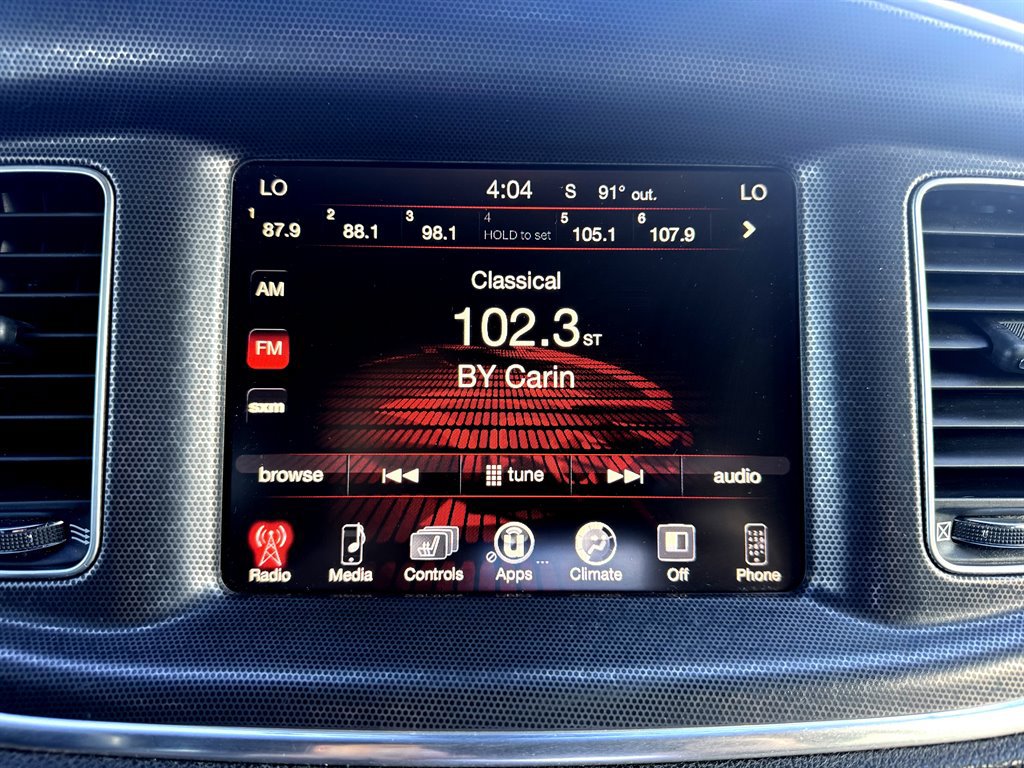 LO 4:04 S 91° out. LO
1 87.9 2 88.1 3 98.1 4 HOLD to set 5 105.1 6 107.9
Classical
AM
102.3 ST
FM
BY Carin
sxm
browse tune audio
Radio Media Controls Apps ... Climate Off Phone